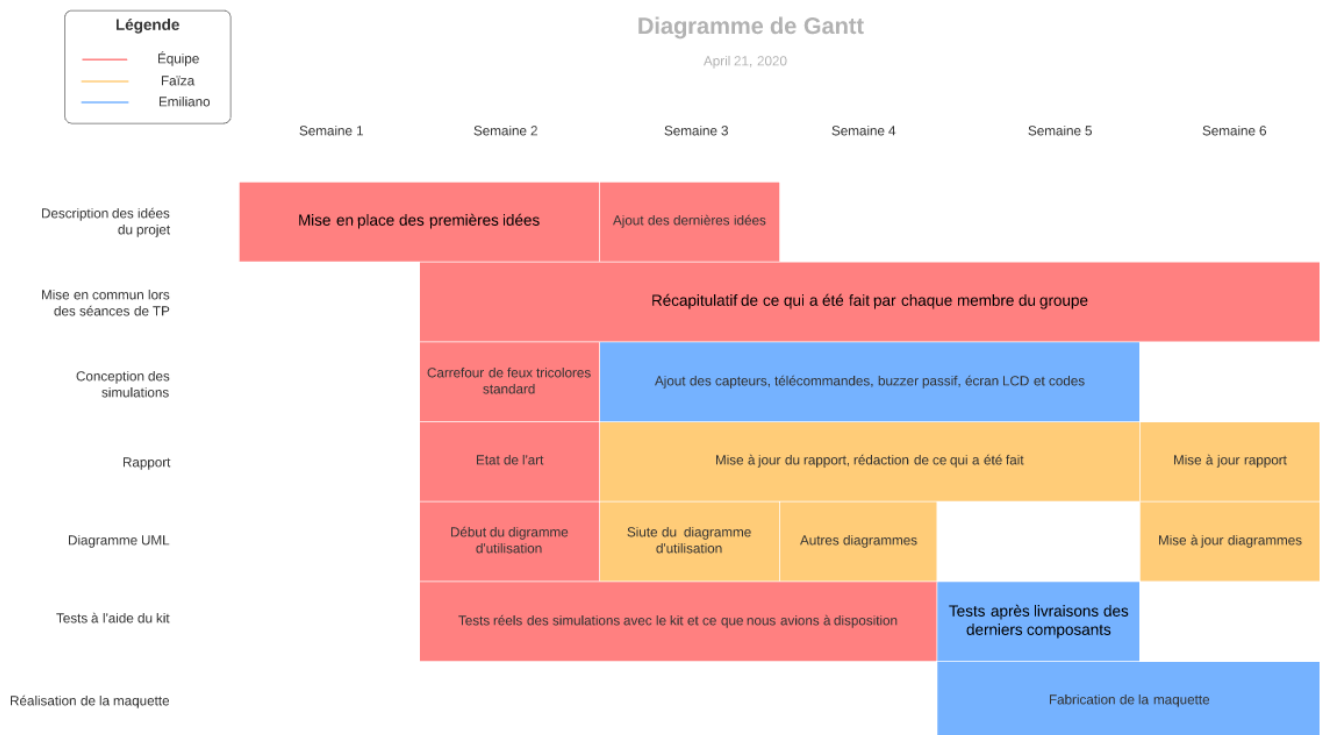 Légende
Équipe
Faïza
Emiliano
Diagramme de Gantt
April 21, 2020
Semaine 1
Semaine 2
Semaine 3
Semaine 4
Semaine 5
Semaine 6
Description des idées
du projet
Mise en place des premières idées
Ajout des dernières idées
Mise en commun lors
des séances de TP
Récapitulatif de ce qui a été fait par chaque membre du groupe
Conception des
simulations
Carrefour de feux tricolores
standard
Ajout des capteurs, télécommandes, buzzer passif, écran LCD et codes
Rapport
Etat de l'art
Mise à jour du rapport, rédaction de ce qui a été fait
Mise à jour rapport
Diagramme UML
Début du digramme
d'utilisation
Siute du diagramme
d'utilisation
Autres diagrammes
Mise à jour diagrammes
Tests à l'aide du kit
Tests réels des simulations avec le kit et ce que nous avions à disposition
Tests après livraisons des
derniers composants
Réalisation de la maquette
Fabrication de la maquette